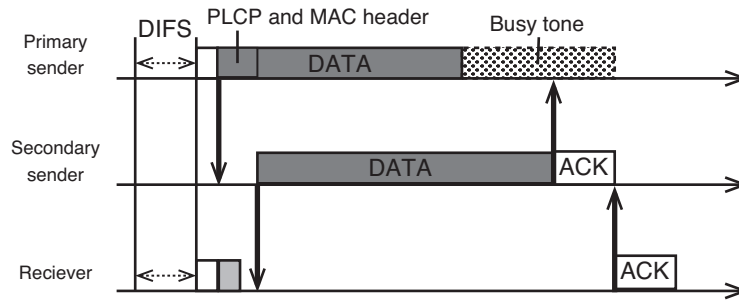 PLCP and MAC header
Busy tone
DIFS
Primary
sender
DATA
Secondary
sender
DATA
ACK
Reciever
ACK